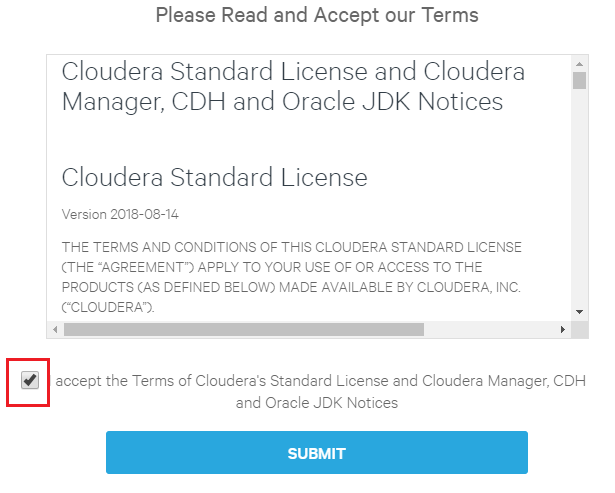 Please Read and Accept our Terms
Cloudera Standard License and Cloudera
Manager, CDH and Oracle JDK Notices
Cloudera Standard License
Version 2018-08-14
THE TERMS AND CONDITIONS OF THIS CLOUDERA STANDARD LICENSE
(THE “AGREEMENT”) APPLY TO YOUR USE OF OR ACCESS TO THE
PRODUCTS (AS DEFINED BELOW) MADE AVAILABLE BY CLOUDERA, INC.
(“CLOUDERA”).
accept the Terms of Cloudera's Standard License and Cloudera Manager, CDH
and Oracle JDK Notices
SUBMIT